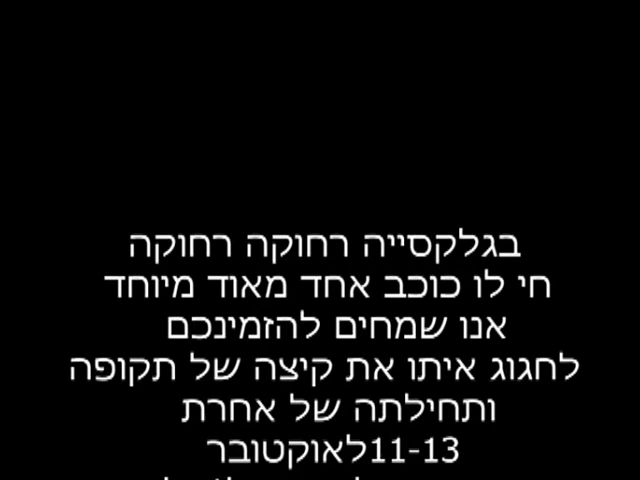 בגלקסייה רחוקה רחוקה
חי לו כוכב אחד מאוד מיוחד
אנו שמחים להזמינכם
לחגוג איתו את קיצה של תקופה
ותחילתה של אחרת
11-13לאוקטובר